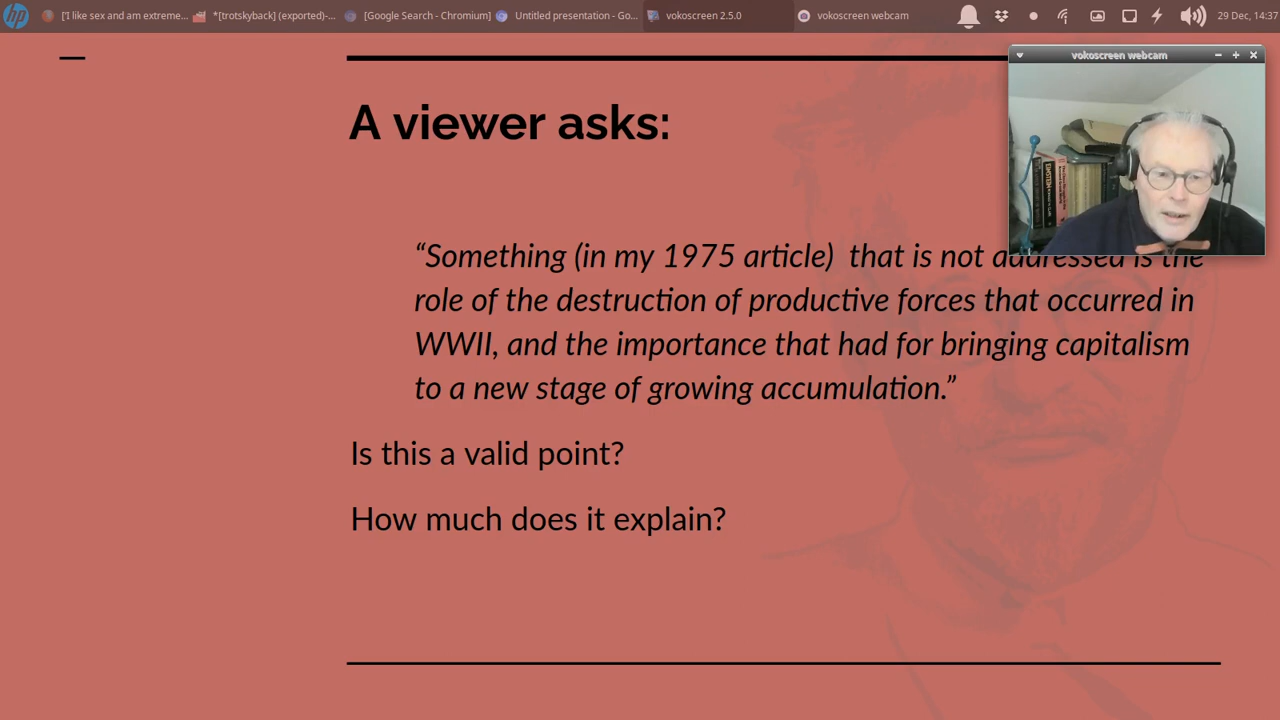 ['I like sex and am extreme...
*[trotskyback] (exported)-...
[Google Search - Chromium]
Untitled presentation - Go...
vokoscreen 2.5.0
vokoscreen webcam
29 Dec, 14:37
hp
vokoscreen webcam
A viewer asks:
“Something (in my 1975 article) that is not addressed is the
role of the destruction of productive forces that occurred in
WWII, and the importance that had for bringing capitalism
to a new stage of growing accumulation.”
Is this a valid point?
How much does it explain?